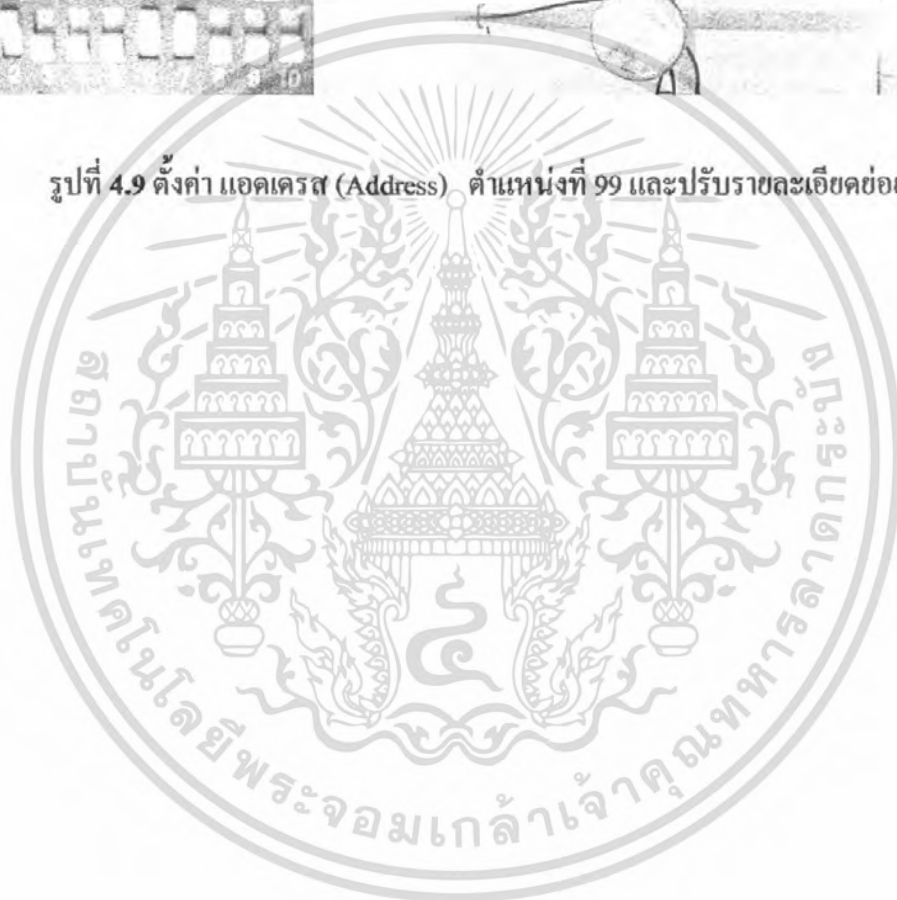 10
รูปที่ 4.9 ตั้งค่า แอดเดรส (Address) ตำแหน่งที่ 99 และปรับรายละเอียดย่อย
สถาบันเทคโนโลยีพระจอมเกล้าเจ้าคุณทหารลาดกระบัง